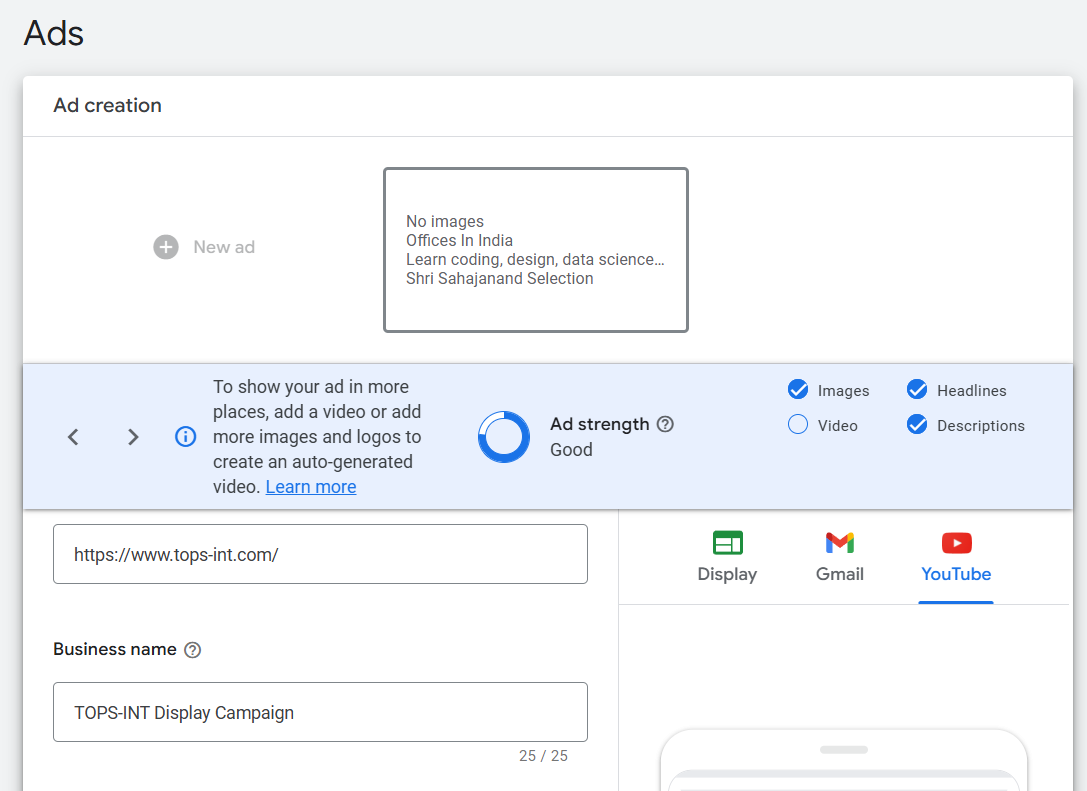 Ads
Ad creation
New ad
No images
Offices In India
Learn coding, design, data science…
Shri Sahajanand Selection
To show your ad in more
places, add a video or add
more images and logos to
create an auto-generated
video. Learn more
Ad strength
Good
Images
Headlines
Video
Descriptions
https://www.tops-int.com/
Display
Gmail
YouTube
Business name
TOPS-INT Display Campaign
25 / 25